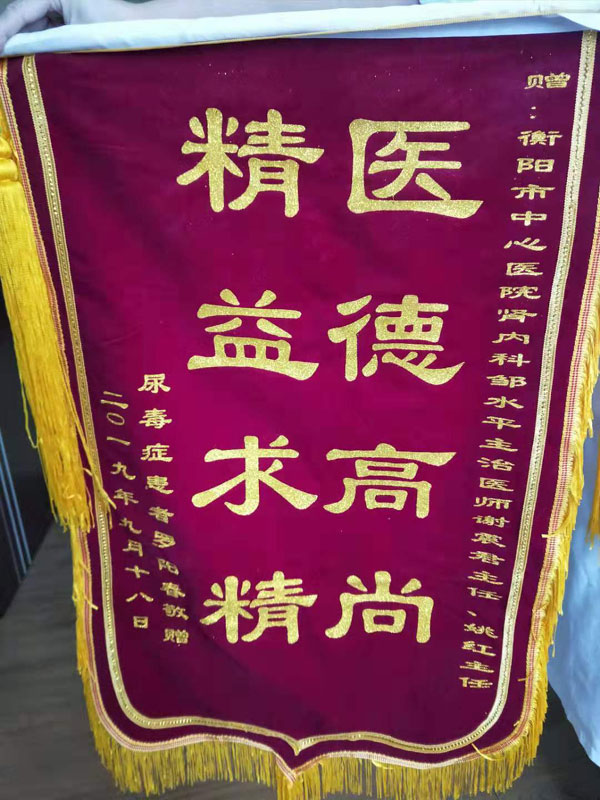 赠：衡阳市中心医院肾内科邹水平主治医师谢震君主任、姚红主任
医德高尚
精益求精
尿毒症患者罗阳春敬赠
二〇一九年九月十八日